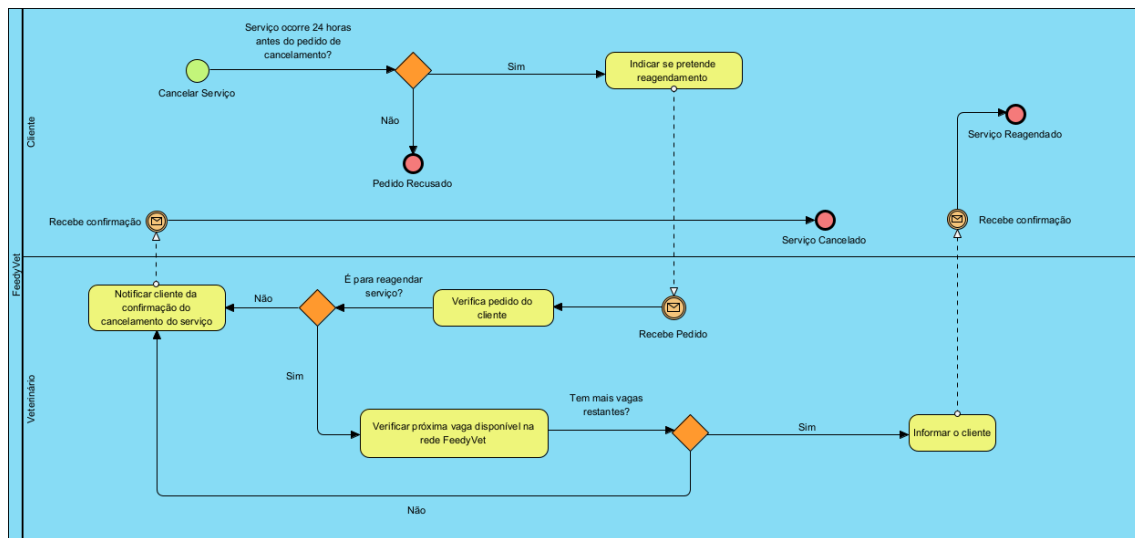 FeedyVet
Cliente
Serviço ocorre 24 horas
antes do pedido de
cancelamento?
Cancelar Serviço
Sim
Indicar se pretende
reagendamento
Não
Pedido Recusado
Serviço Reagendado
Recebe confirmação
Serviço Cancelado
Recebe confirmação
Veterinário
Notificar cliente da
confirmação do
cancelamento do serviço
Não
É para reagendar
serviço?
Verifica pedido do
cliente
Recebe Pedido
Sim
Verificar próxima vaga disponível na
rede FeedyVet
Tem mais vagas
restantes?
Sim
Informar o cliente
Não